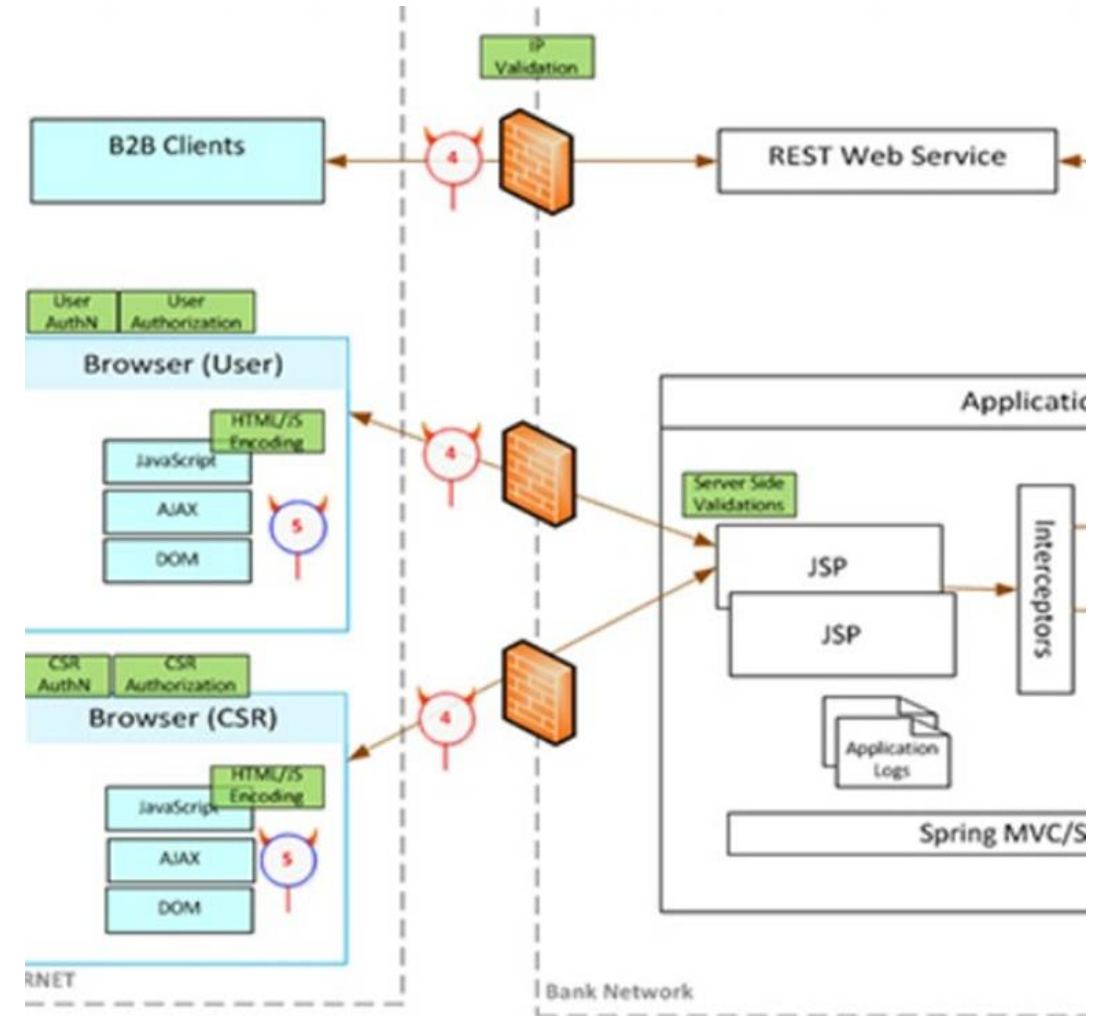 IP
Validation
B2B Clients
4
REST Web Service
User
AuthN
User
Authorization
Browser (User)
HTML/JS
Encoding
JavaScript
AJAX
DOM
5
4
Applicatio
Server Side
Validations
JSP
JSP
Interceptors
CSR
AuthN
CSR
Authorization
Browser (CSR)
HTML/JS
Encoding
JavaScript
AJAX
DOM
5
4
Application
Logs
Spring MVC/S
RNET
Bank Network